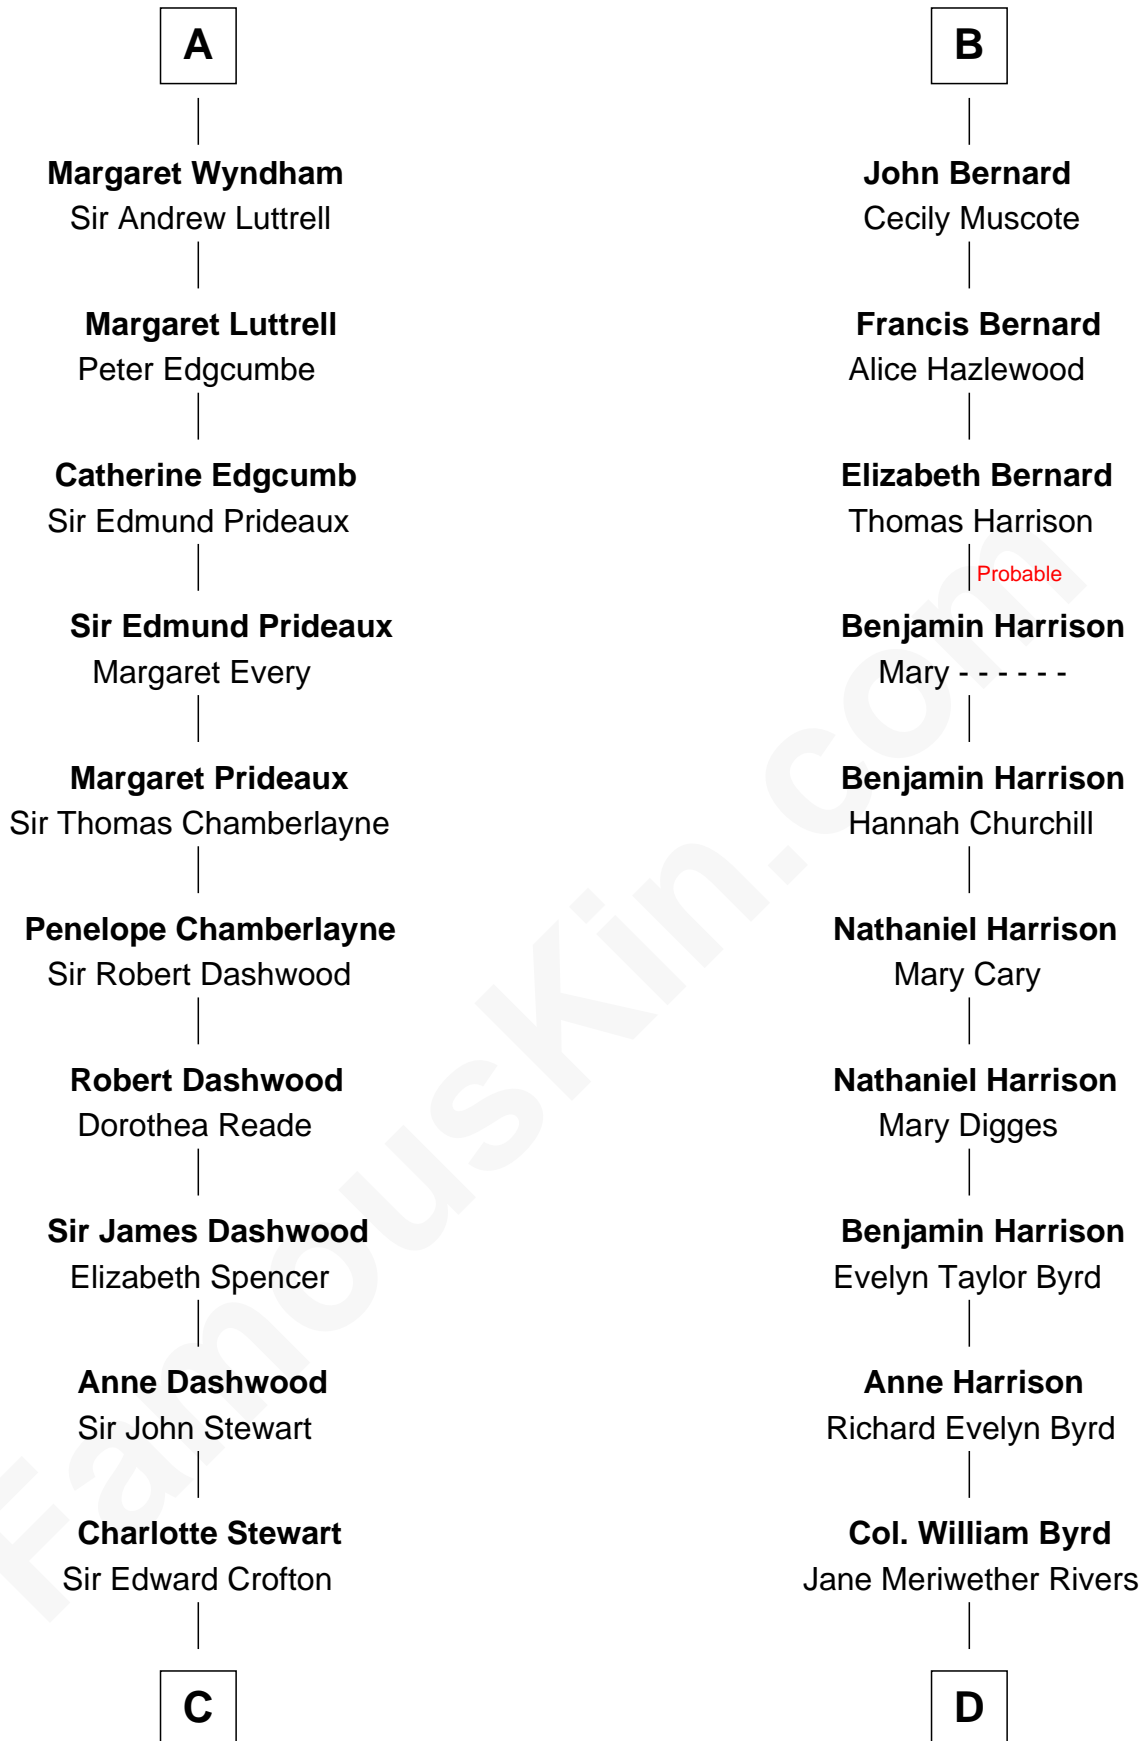 A
Margaret Wyndham
Sir Andrew Luttrell
Margaret Luttrell
Peter Edgcumbe
Catherine Edgcumb
Sir Edmund Prideaux
Sir Edmund Prideaux
Margaret Every
Margaret Prideaux
Sir Thomas Chamberlayne
Penelope Chamberlayne
Sir Robert Dashwood
Robert Dashwood
Dorothea Reade
Sir James Dashwood
Elizabeth Spencer
Anne Dashwood
Sir John Stewart
Charlotte Stewart
Sir Edward Crofton
C
B
John Bernard
Cecily Muscote
Francis Bernard
Alice Hazlewood
Elizabeth Bernard
Thomas Harrison
Probable
Benjamin Harrison
Mary - - - - - -
Benjamin Harrison
Hannah Churchill
Nathaniel Harrison
Mary Cary
Nathaniel Harrison
Mary Digges
Benjamin Harrison
Evelyn Taylor Byrd
Anne Harrison
Richard Evelyn Byrd
Col. William Byrd
Jane Meriwether Rivers
D
FamousKin.com